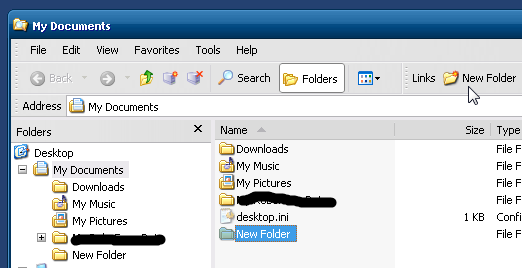 My Documents
File Edit View Favorites Tools Help
Back Search Folders Links New Folder
Address My Documents
Folders
Name Size Type
Desktop
My Documents
Downloads
My Music
My Pictures
New Folder
Downloads File F
My Music File F
My Pictures File F
File F
desktop.ini 1 KB Confi
New Folder File F